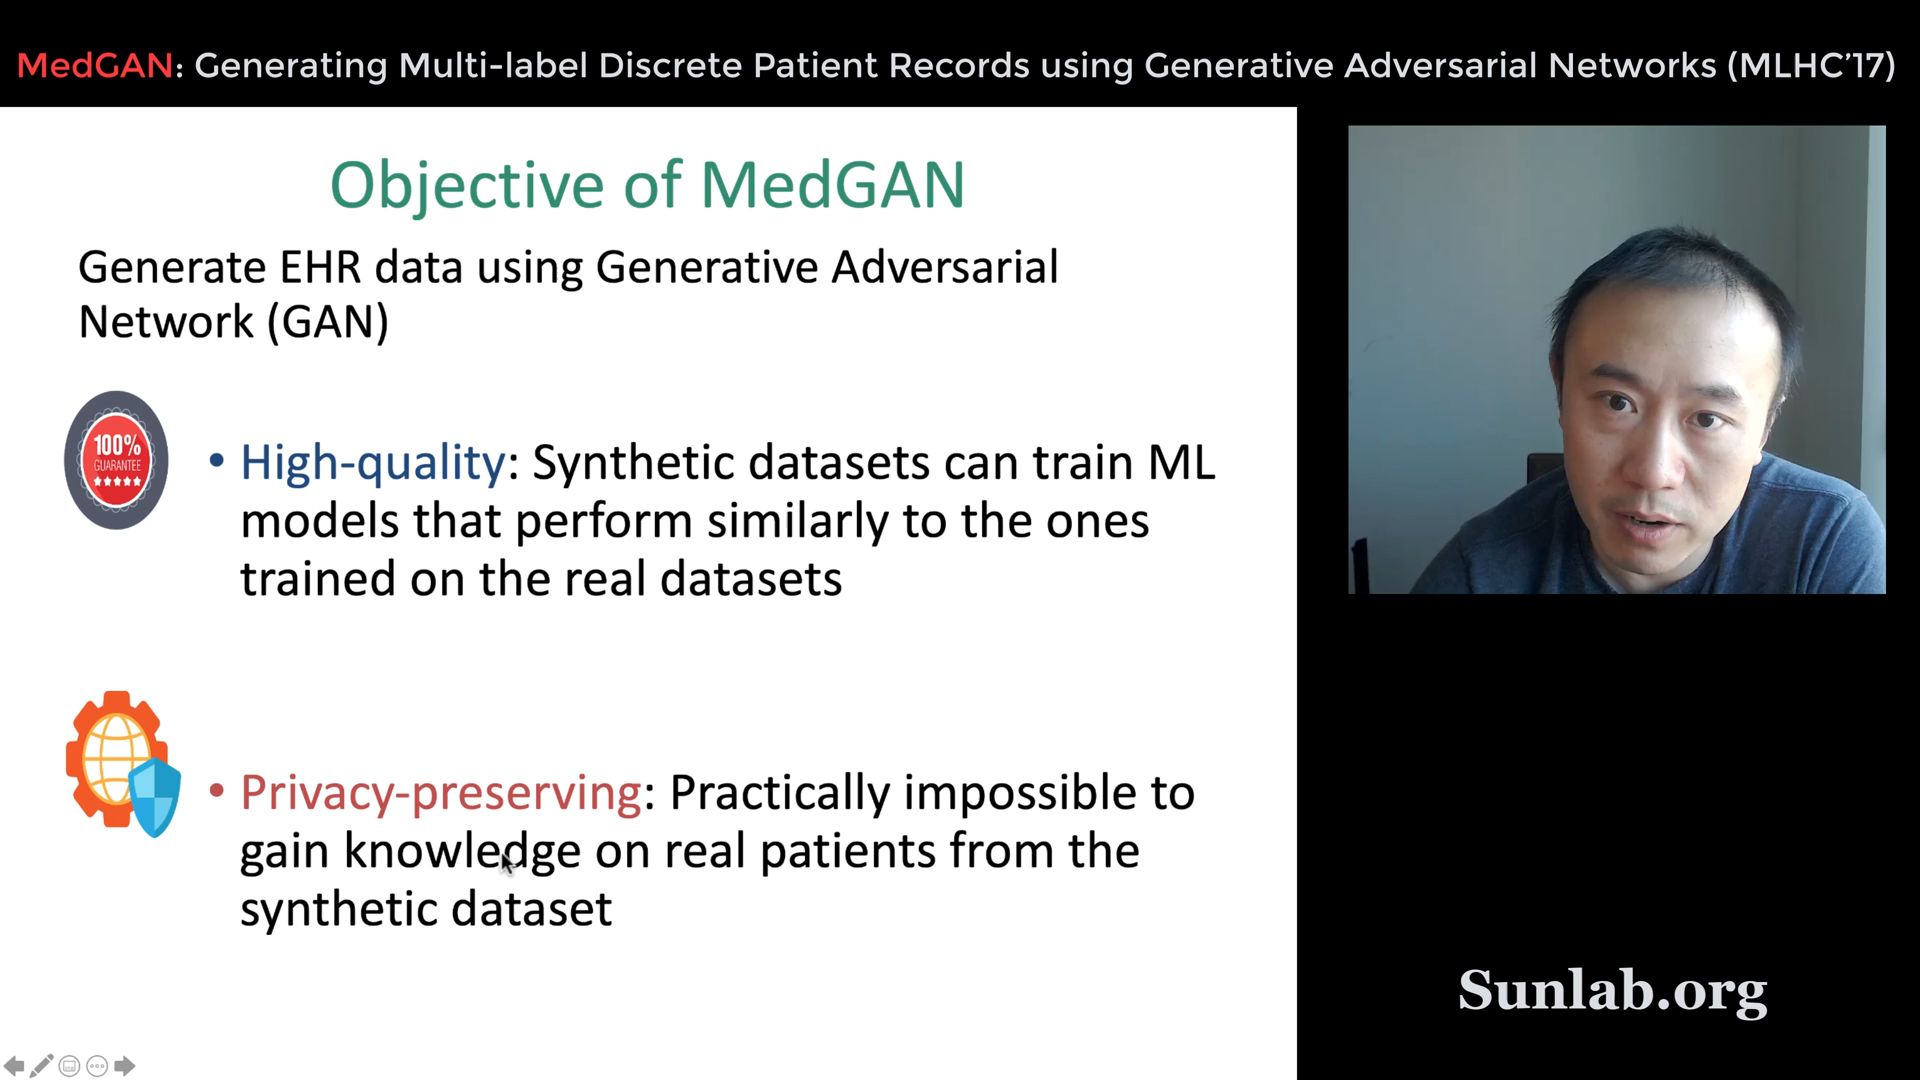 MedGAN: Generating Multi-label Discrete Patient Records using Generative Adversarial Networks (MLHC’17)
Objective of MedGAN
Generate EHR data using Generative Adversarial
Network (GAN)
100%
GUARANTEE
• High-quality: Synthetic datasets can train ML
models that perform similarly to the ones
trained on the real datasets
• Privacy-preserving: Practically impossible to
gain knowledge on real patients from the
synthetic dataset
Sunlab.org